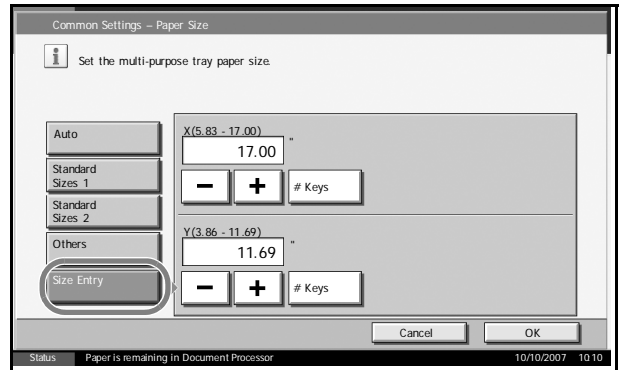 Common Settings – Paper Size
i Set the multi-purpose tray paper size.
Auto
Standard
Sizes 1
Standard
Sizes 2
Others
Size Entry
X(5.83 - 17.00)
17.00 "
− + # Keys
Y(3.86 - 11.69)
11.69 "
− + # Keys
Cancel OK
Status Paper is remaining in Document Processor 10/10/2007 10:10